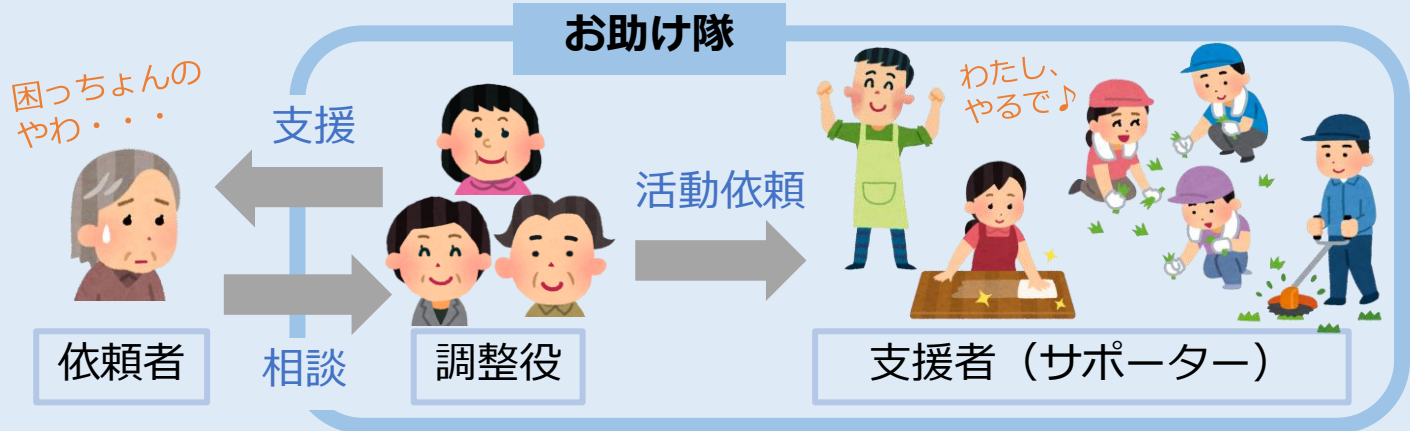 お助け隊
困っちょんの
やわ・・・
支援
わたし、
やるで♪
活動依頼
依頼者
相談
調整役
支援者（サポーター）